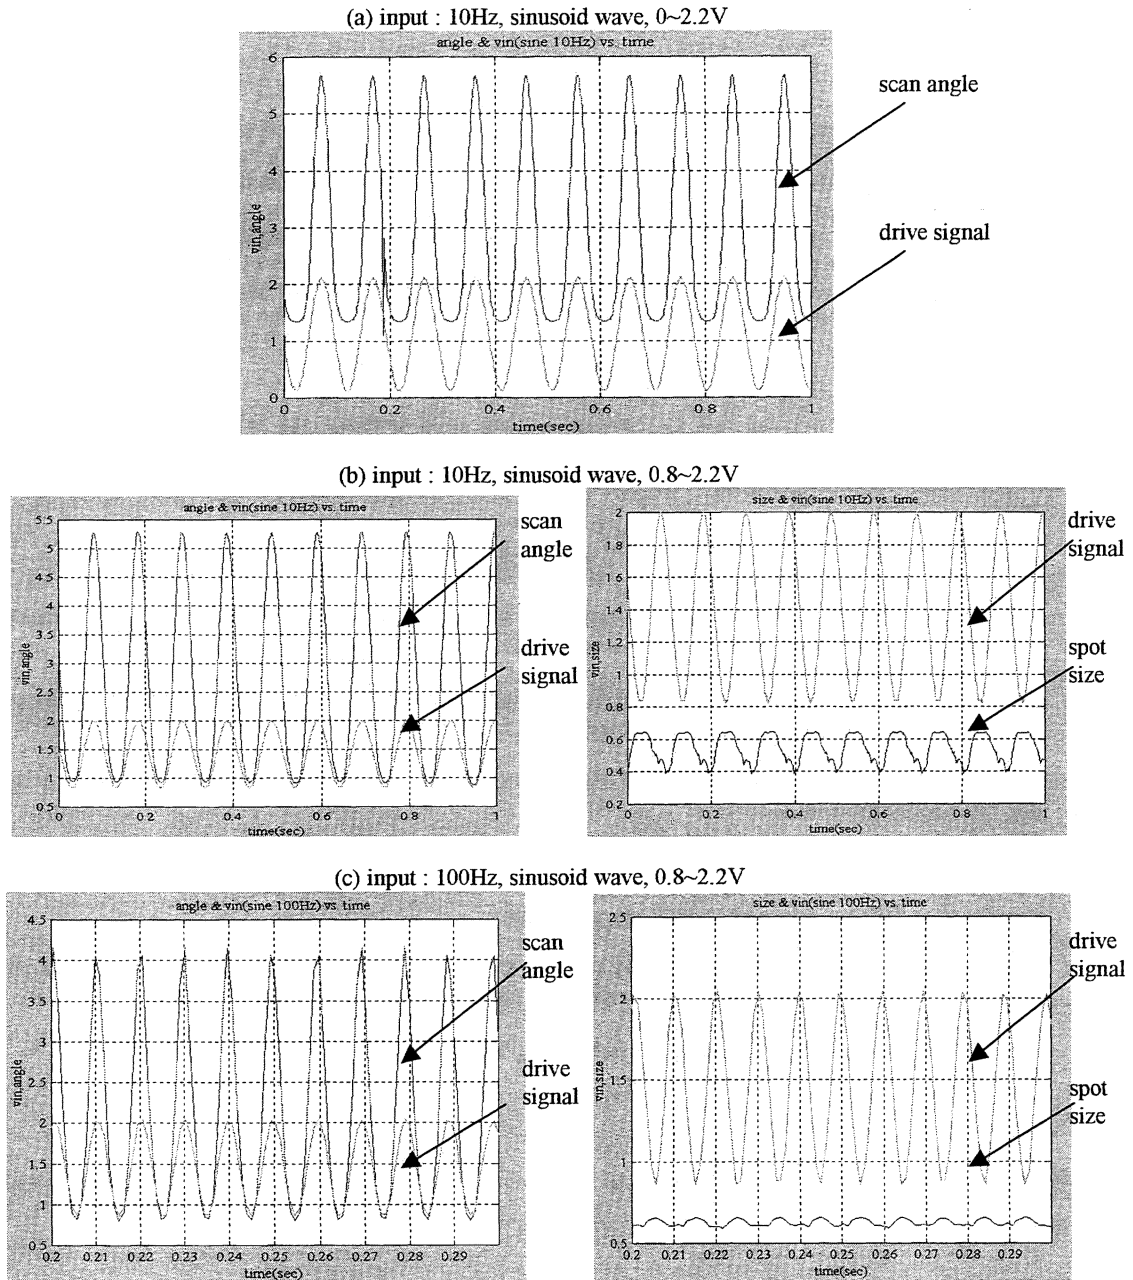 (a) input : 10Hz, sinusoid wave, 0~2.2V
angle & vin(sine 10Hz) vs. time
6
5
4
3
2
1
0
vin,angle
0
0.2
0.4
0.6
0.8
1
time(sec)
scan angle
drive signal
(b) input : 10Hz, sinusoid wave, 0.8~2.2V
angle & vin(sine 10Hz) vs. time
5.5
5
4.5
4
3.5
3
2.5
2
1.5
1
0.5
vin,angle
0
0.2
0.4
0.6
0.8
1
time(sec)
scan
angle
drive
signal
size & vin(sine 10Hz) vs. time
2
1.8
1.6
1.4
1.2
1
0.8
0.6
0.4
0.2
vin,size
0
0.2
0.4
0.6
0.8
1
time(sec)
drive
signal
spot
size
(c) input : 100Hz, sinusoid wave, 0.8~2.2V
angle & vin(sine 100Hz) vs. time
4.5
4
3.5
3
2.5
2
1.5
1
0.5
vin,angle
0.2
0.21
0.22
0.23
0.24
0.25
0.26
0.27
0.28
0.29
time(sec)
scan
angle
drive
signal
size & vin(sine 100Hz) vs. time
2.5
2
1.5
1
0.5
vin,size
0.2
0.21
0.22
0.23
0.24
0.25
0.26
0.27
0.28
0.29
time(sec)
drive
signal
spot
size